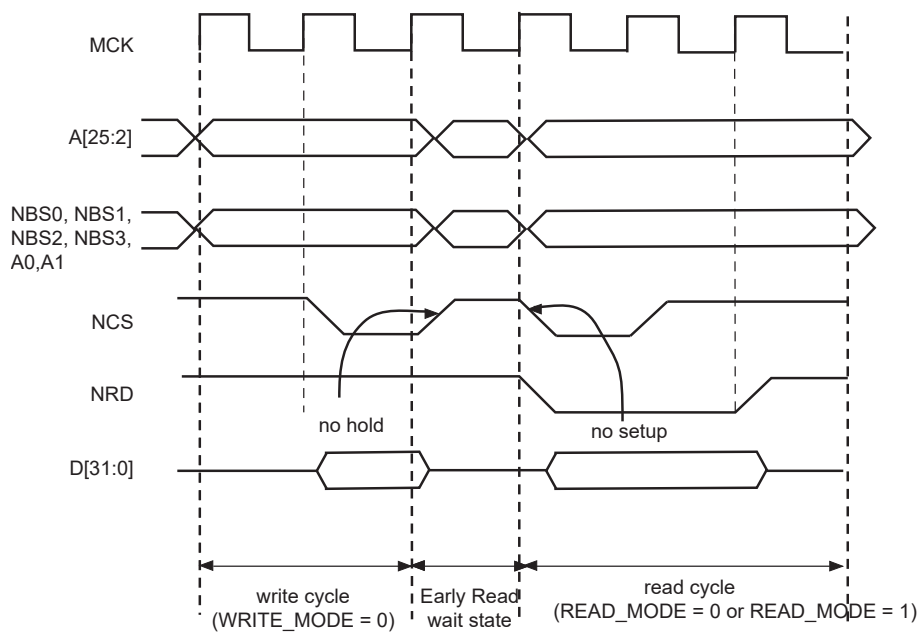 MCK
A[25:2]
NBS0, NBS1,
NBS2, NBS3,
A0,A1
NCS
NRD
no hold
no setup
D[31:0]
write cycle
(WRITE_MODE = 0)
Early Read
wait state
read cycle
(READ_MODE = 0 or READ_MODE = 1)